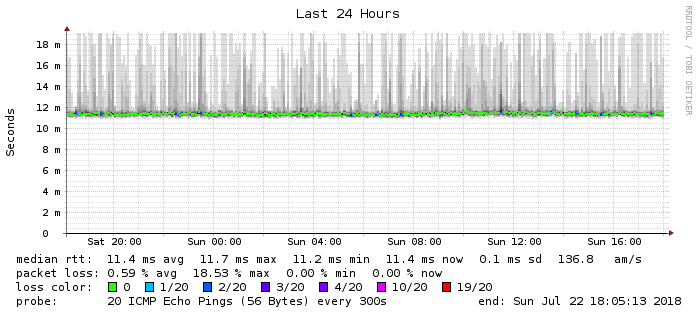 Last 24 Hours
RRDTOOL / TOBI OETIKER
Seconds
18 m
16 m
14 m
12 m
10 m
8 m
6 m
4 m
2 m
0
Sat 20:00 Sun 00:00 Sun 04:00 Sun 08:00 Sun 12:00 Sun 16:00
median rtt: 11.4 ms avg 11.7 ms max 11.2 ms min 11.4 ms now 0.1 ms sd 136.8 am/s
packet loss: 0.59 % avg 18.53 % max 0.00 % min 0.00 % now
loss color: 0 1/20 2/20 3/20 4/20 10/20 19/20
probe: 20 ICMP Echo Pings (56 Bytes) every 300s end: Sun Jul 22 18:05:13 2018